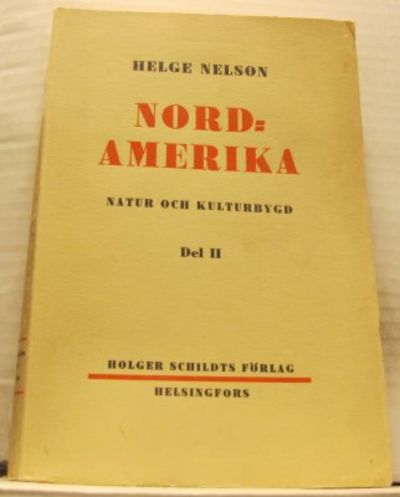 HELGE NELSON
NORD=
AMERIKA
NATUR OCH KULTURBYGD
Del II
HOLGER SCHILDTS FÖRLAG
HELSINGFORS